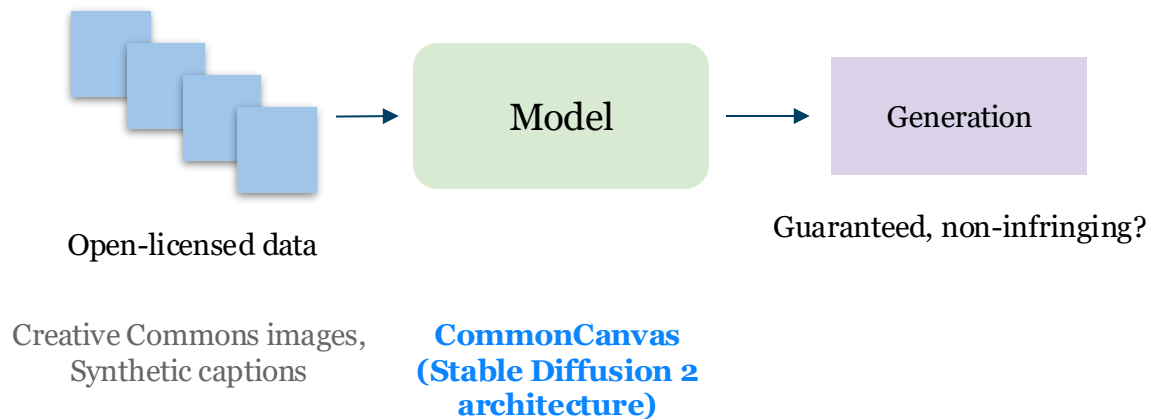 Model
Generation
Open-licensed data
Guaranteed, non-infringing?
Creative Commons images,
Synthetic captions
CommonCanvas
(Stable Diffusion 2
architecture)